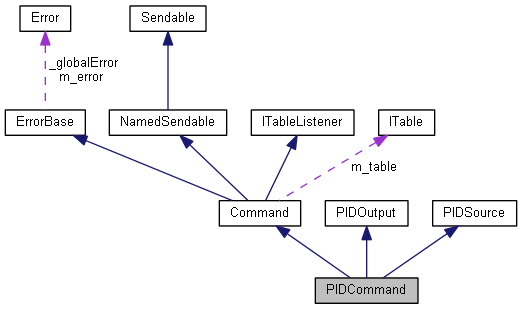 Error
Sendable
_globalError
m_error
ErrorBase
NamedSendable
ITableListener
ITable
m_table
Command
PIDOutput
PIDSource
PIDCommand